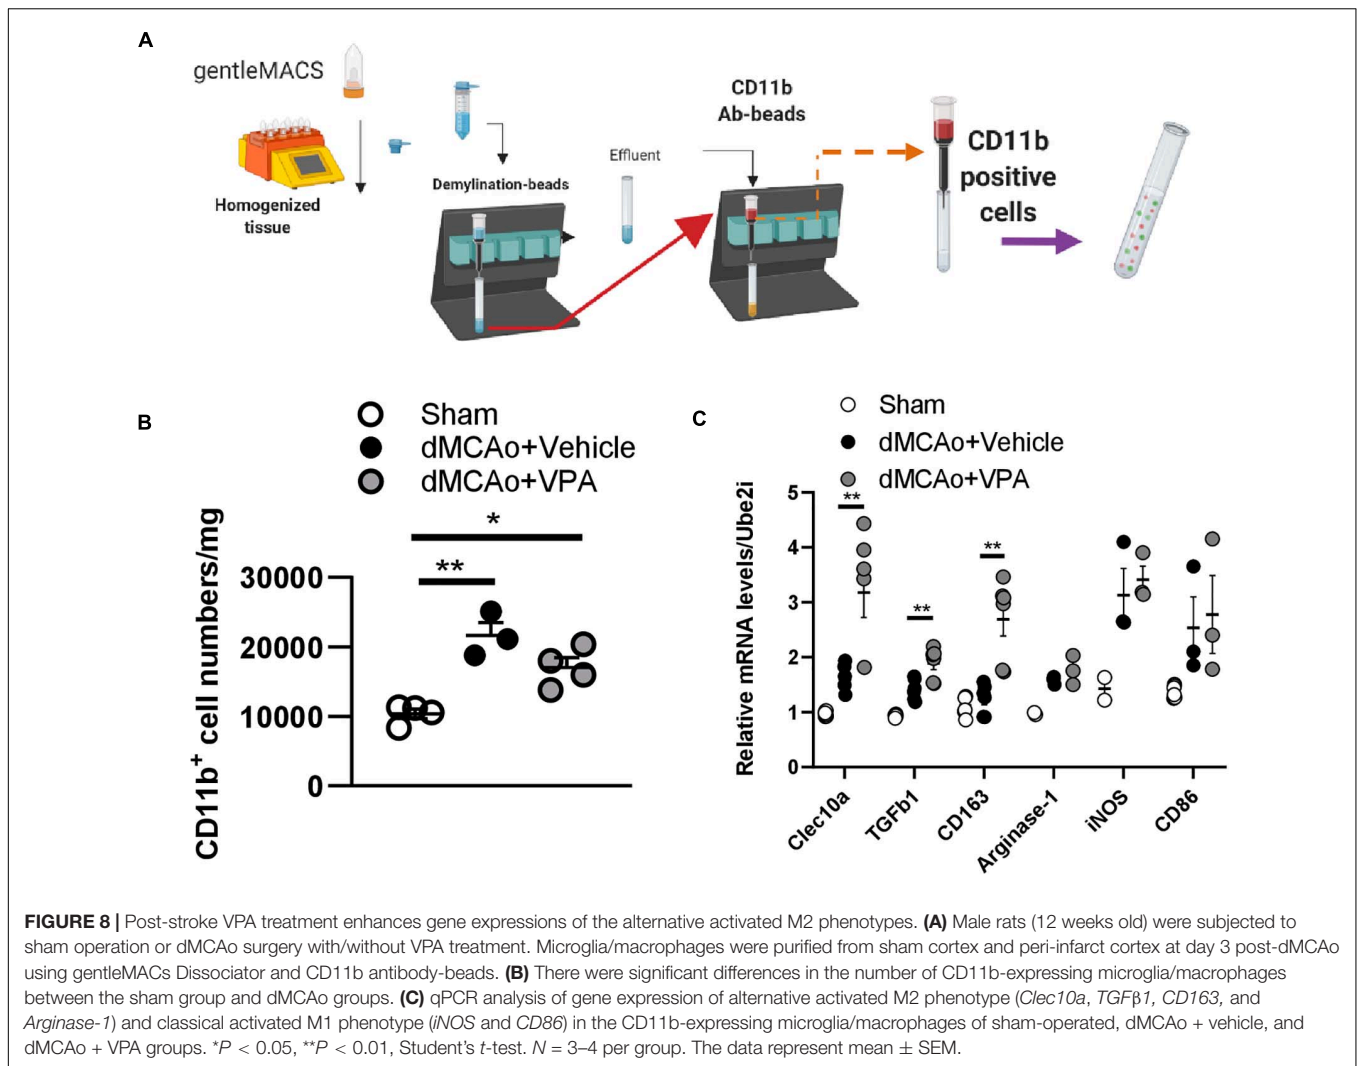 A
gentleMACS
Homogenized
tissue
Demylination-beads
Effluent
CD11b
Ab-beads
CD11b
positive
cells
B
Sham
dMCAo+Vehicle
dMCAo+VPA
*
**
CD11b+ cell numbers/mg
30000
20000
10000
0
C
Sham
dMCAo+Vehicle
dMCAo+VPA
Relative mRNA levels/Ube2i
5
4
3
2
1
0
**
**
**
Clec10a
TGFb1
CD163
Arginase-1
iNOS
CD86
FIGURE 8 | Post-stroke VPA treatment enhances gene expressions of the alternative activated M2 phenotypes. (A) Male rats (12 weeks old) were subjected to
sham operation or dMCAo surgery with/without VPA treatment. Microglia/macrophages were purified from sham cortex and peri-infarct cortex at day 3 post-dMCAo
using gentleMACs Dissociator and CD11b antibody-beads. (B) There were significant differences in the number of CD11b-expressing microglia/macrophages
between the sham group and dMCAo groups. (C) qPCR analysis of gene expression of alternative activated M2 phenotype (Clec10a, TGFβ1, CD163, and
Arginase-1) and classical activated M1 phenotype (iNOS and CD86) in the CD11b-expressing microglia/macrophages of sham-operated, dMCAo + vehicle, and
dMCAo + VPA groups. *P < 0.05, **P < 0.01, Student's t-test. N = 3–4 per group. The data represent mean ± SEM.